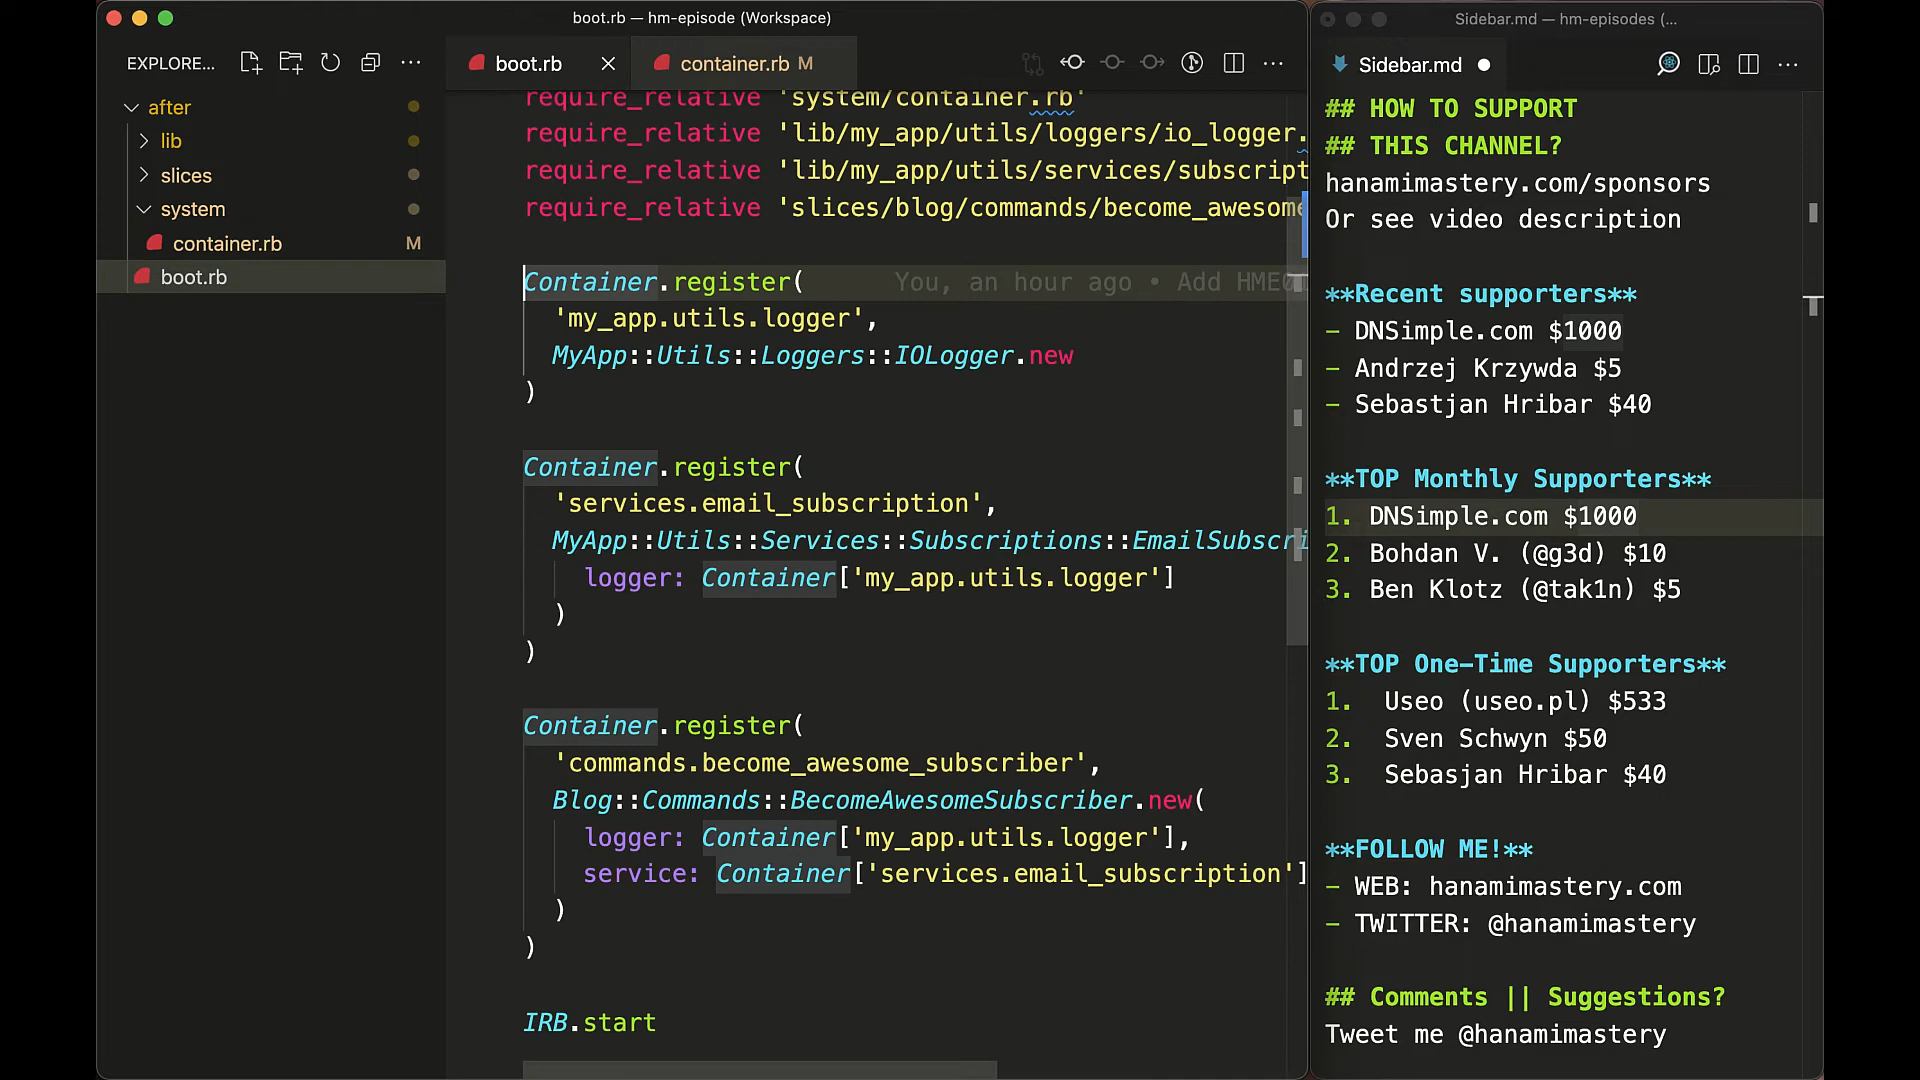 boot.rb — hm-episode (Workspace)
EXPLORE...
boot.rb
container.rb M
after
lib
slices
system
container.rb M
boot.rb
require_relative 'system/container.rb'
require_relative 'lib/my_app/utils/loggers/io_logger.
require_relative 'lib/my_app/utils/services/subscript
require_relative 'slices/blog/commands/become_awesome
Container.register( You, an hour ago • Add HME0
'my_app.utils.logger',
MyApp::Utils::Loggers::IOLogger.new
)
Container.register(
'services.email_subscription',
MyApp::Utils::Services::Subscriptions::EmailSubscri
logger: Container['my_app.utils.logger']
)
)
Container.register(
'commands.become_awesome_subscriber',
Blog::Commands::BecomeAwesomeSubscriber.new(
logger: Container['my_app.utils.logger'],
service: Container['services.email_subscription']
)
)
IRB.start
Sidebar.md — hm-episodes (...
Sidebar.md
## HOW TO SUPPORT
## THIS CHANNEL?
hanamimastery.com/sponsors
Or see video description
**Recent supporters**
- DNSimple.com $1000
- Andrzej Krzywda $5
- Sebastjan Hribar $40
**TOP Monthly Supporters**
1. DNSimple.com $1000
2. Bohdan V. (@g3d) $10
3. Ben Klotz (@tak1n) $5
**TOP One-Time Supporters**
1. Useo (useo.pl) $533
2. Sven Schwyn $50
3. Sebasjan Hribar $40
**FOLLOW ME!**
- WEB: hanamimastery.com
- TWITTER: @hanamimastery
## Comments || Suggestions?
Tweet me @hanamimastery